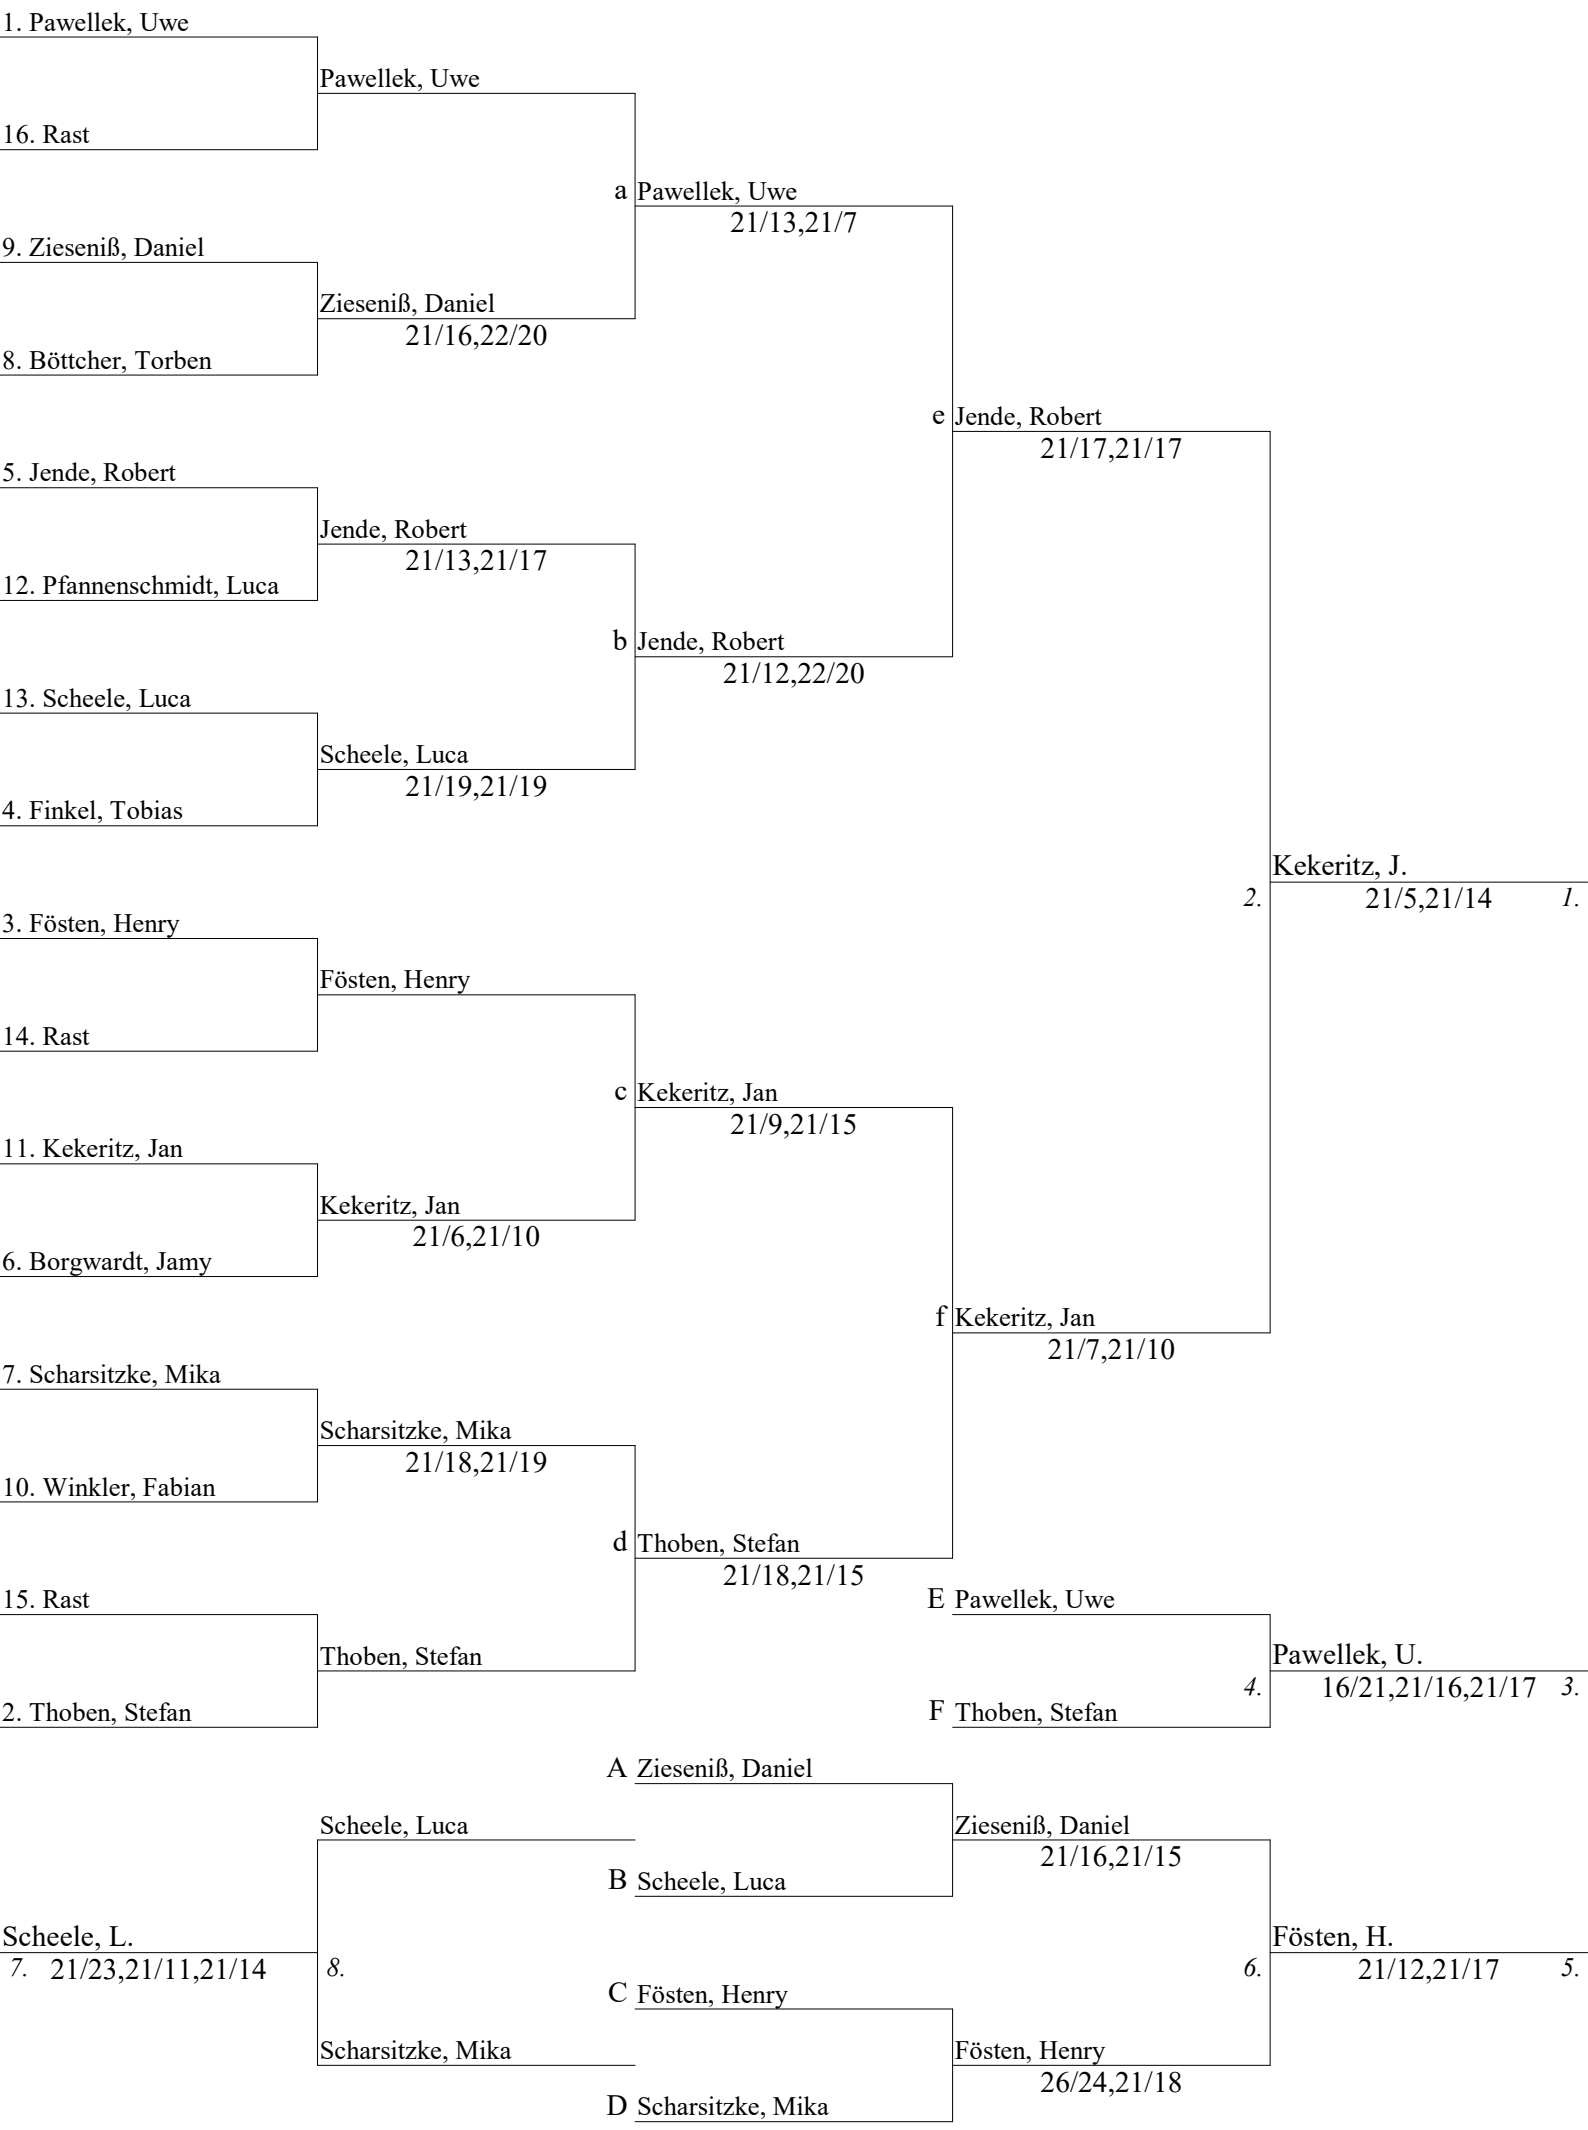 1. Pawellek, Uwe
Pawellek, Uwe
16. Rast
a Pawellek, Uwe
21/13,21/7
9. Zieseniß, Daniel
Zieseniß, Daniel
21/16,22/20
8. Böttcher, Torben
e Jende, Robert
21/17,21/17
5. Jende, Robert
Jende, Robert
21/13,21/17
12. Pfannenschmidt, Luca
b Jende, Robert
21/12,22/20
13. Scheele, Luca
Scheele, Luca
21/19,21/19
4. Finkel, Tobias
Kekeritz, J.
2. 21/5,21/14 1.
3. Fösten, Henry
Fösten, Henry
14. Rast
c Kekeritz, Jan
21/9,21/15
11. Kekeritz, Jan
Kekeritz, Jan
21/6,21/10
6. Borgwardt, Jamy
f Kekeritz, Jan
21/7,21/10
7. Scharsitzke, Mika
Scharsitzke, Mika
21/18,21/19
10. Winkler, Fabian
d Thoben, Stefan
21/18,21/15
15. Rast
E Pawellek, Uwe
Thoben, Stefan
Pawellek, U.
4. 16/21,21/16,21/17 3.
2. Thoben, Stefan
F Thoben, Stefan
A Zieseniß, Daniel
Scheele, Luca
Zieseniß, Daniel
21/16,21/15
B Scheele, Luca
Scheele, L.
Fösten, H.
7. 21/23,21/11,21/14 8.
6. 21/12,21/17 5.
C Fösten, Henry
Scharsitzke, Mika
Fösten, Henry
26/24,21/18
D Scharsitzke, Mika